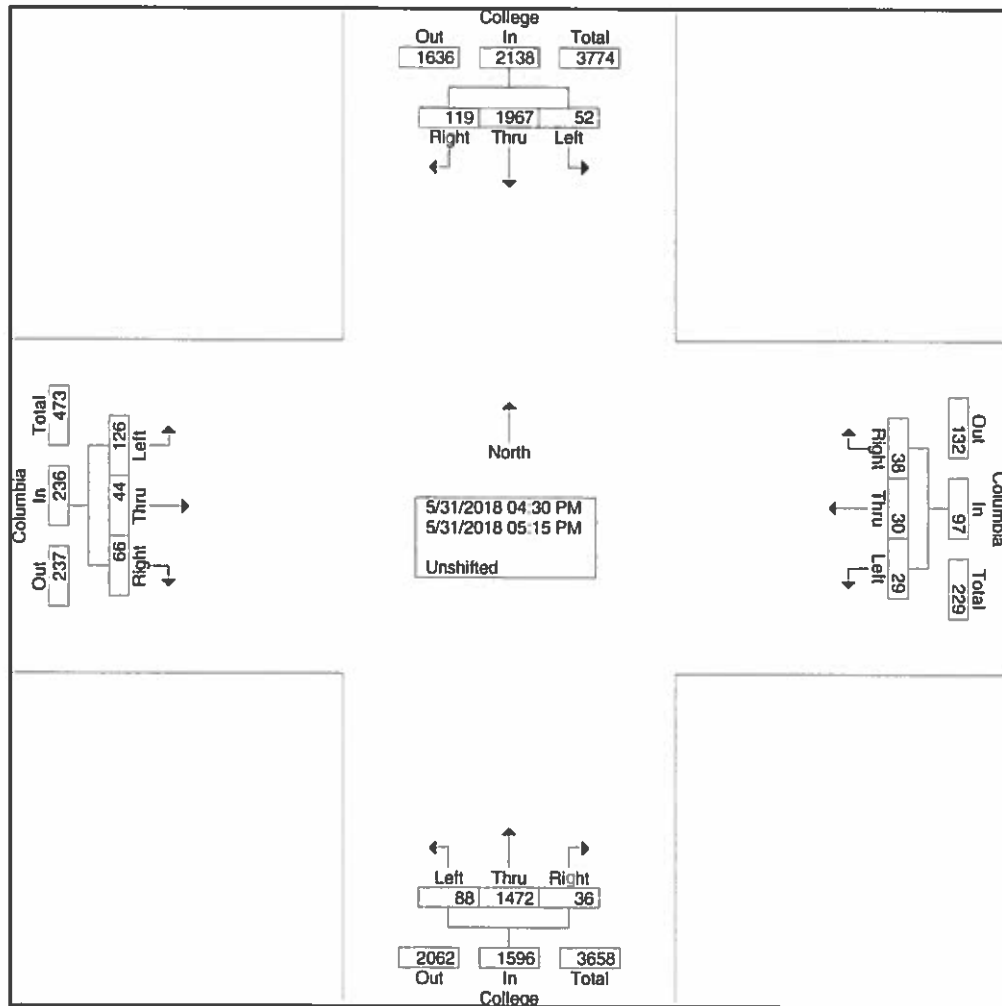 College
Out In Total
1636 2138 3774
119 1967 52
Right Thru Left
Columbia
Total In Out
473 236 237
126 44 66
Left Thru Right
North
5/31/2018 04:30 PM
5/31/2018 05:15 PM
Unshifted
Right Thru Left
38 30 29
Out In Total
132 97 229
Columbia
Left Thru Right
88 1472 36
2062 1596 3658
Out In Total
College